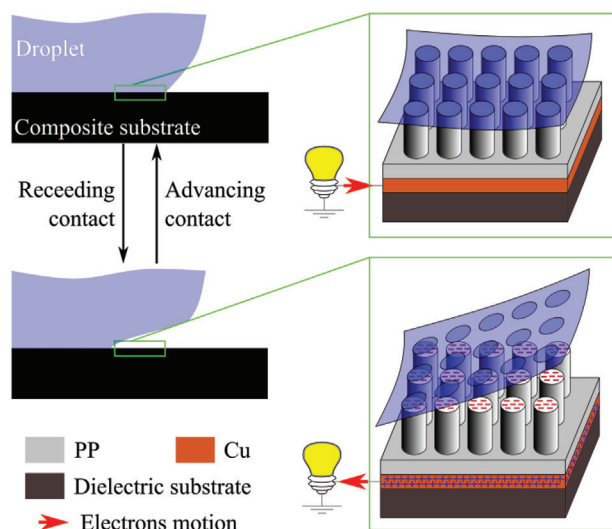 Droplet
Composite substrate
Receeding
contact
Advancing
contact
PP
Cu
Dielectric substrate
Electrons motion